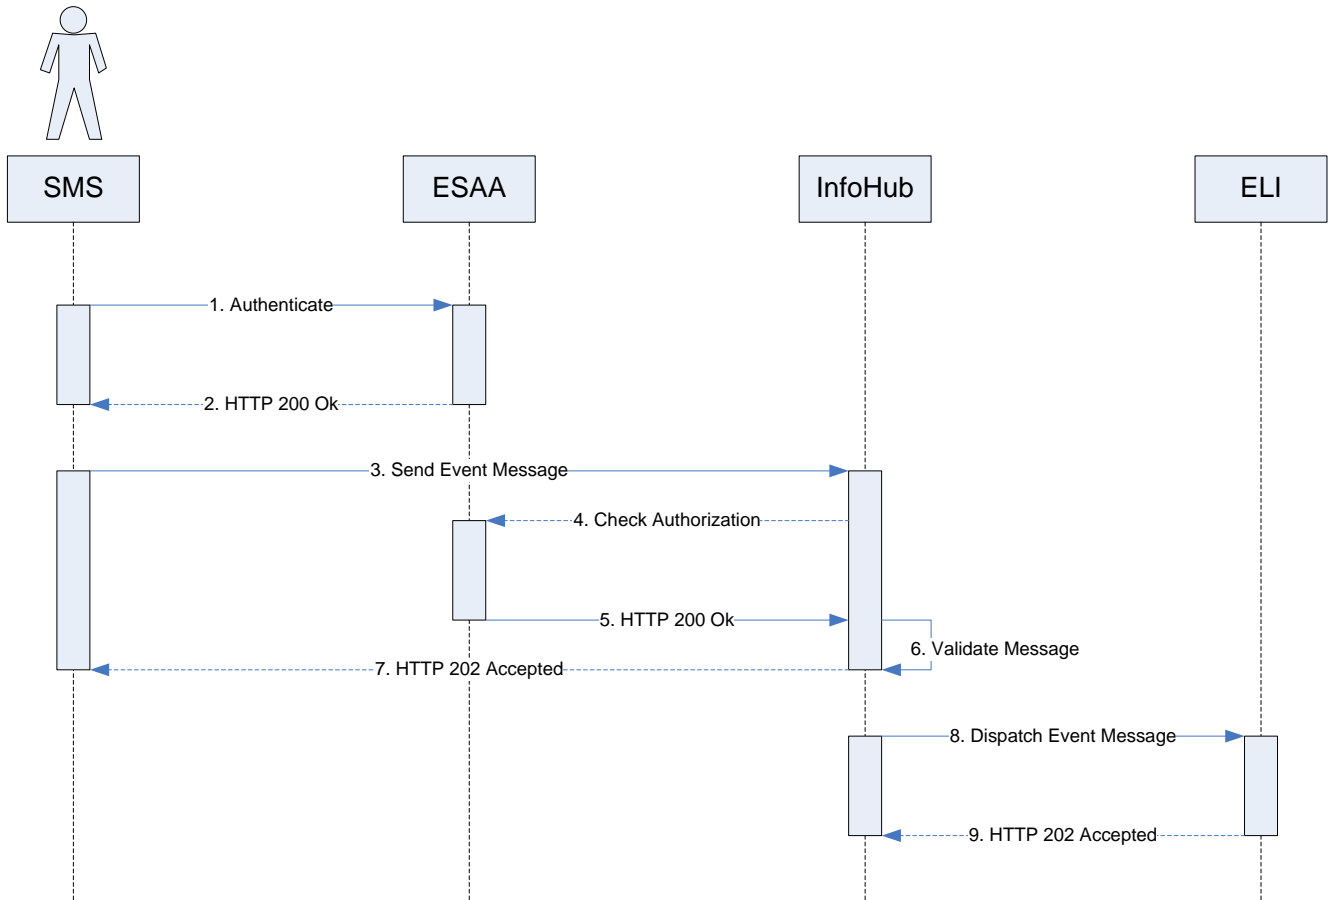 SMS
ESAA
InfoHub
ELI
1. Authenticate
2. HTTP 200 Ok
3. Send Event Message
4. Check Authorization
5. HTTP 200 Ok
6. Validate Message
7. HTTP 202 Accepted
8. Dispatch Event Message
9. HTTP 202 Accepted